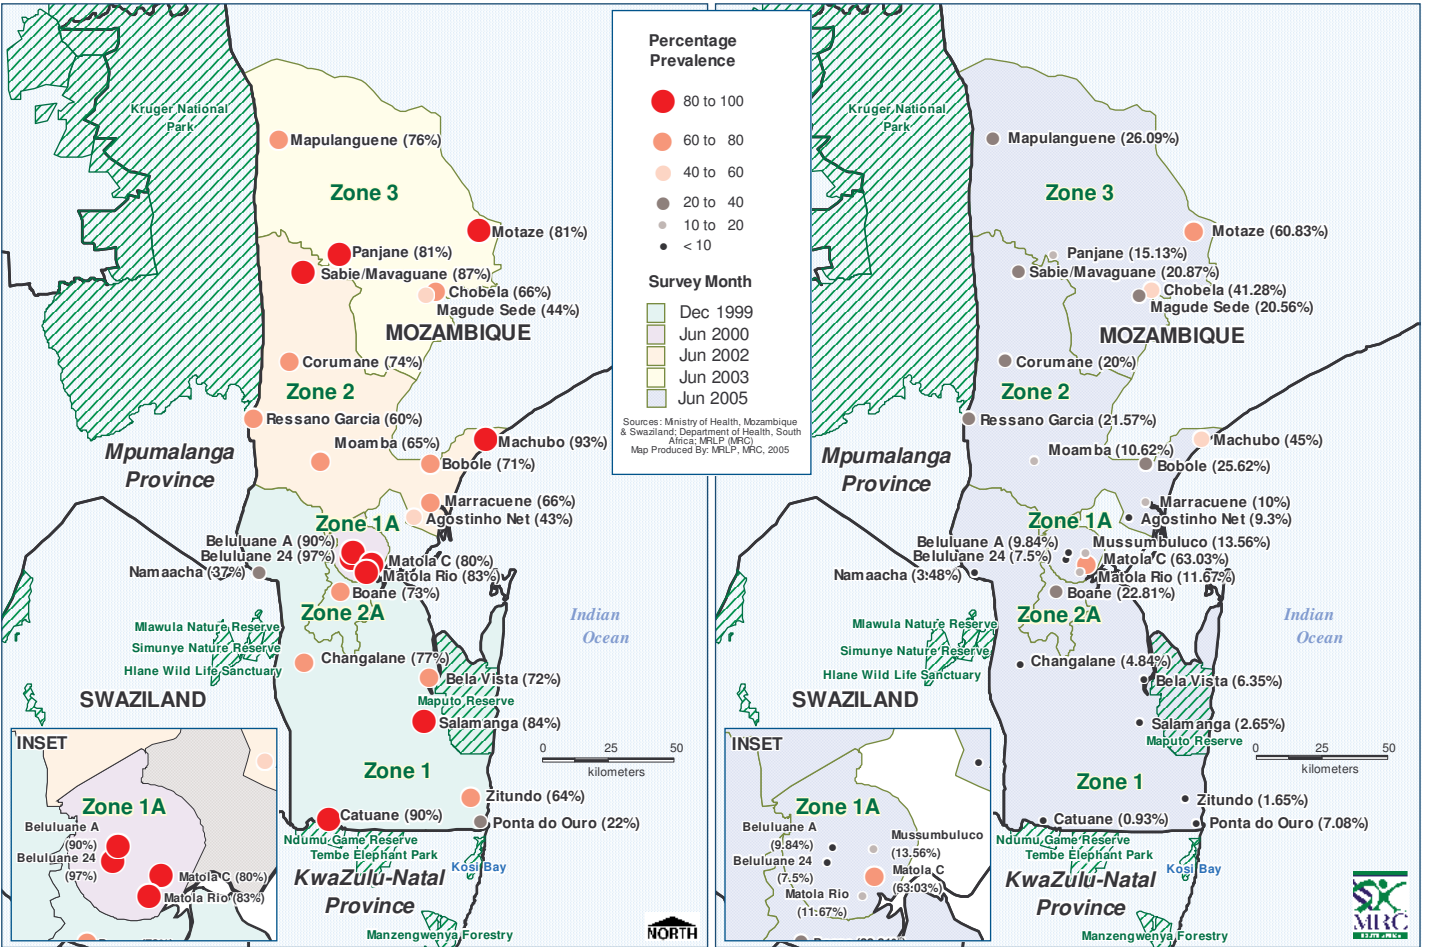 Kruger National
Park
Mapulanguene (76%)
Zone 3
Motaze (81%)
Panjane (81%)
Sabie/Mavaguane (87%)
Chobela (66%)
Magude Sede (44%)
MOZAMBIQUE
Corumane (74%)
Zone 2
Ressano Garcia (60%)
Moamba (65%)
Machubo (93%)
Bobole (71%)
Mpumalanga
Province
Marracuene (66%)
Agostinho Net (43%)
Zone 1A
Beluluane A (90%)
Beluluane 24 (97%)
Matola C (80%)
Matola Rio (83%)
Namaacha (37%)
Boane (73%)
Zone 2A
Indian
Ocean
Mlawula Nature Reserve
Simunye Nature Reserve
Hlane Wild Life Sanctuary
Changalane (77%)
Bela Vista (72%)
Maputo Reserve
SWAZILAND
Salamanga (84%)
0 25 50
kilometers
Zone 1
Zitundo (64%)
Catuane (90%)
Ponta do Ouro (22%)
Ndumu Game Reserve
Tembe Elephant Park
Kosi Bay
KwaZulu-Natal
Province
Manzengwenya Forestry
NORTH
INSET
Zone 1A
Beluluane A
(90%)
Beluluane 24
(97%)
Matola C (80%)
Matola Rio (83%)
Percentage
Prevalence
80 to 100
60 to 80
40 to 60
20 to 40
10 to 20
< 10
Survey Month
Dec 1999
Jun 2000
Jun 2002
Jun 2003
Jun 2005
Sources: Ministry of Health, Mozambique
& Swaziland; Department of Health, South
Africa; MRLP (MRC)
Map Produced By: MRLP, MRC, 2005
Kruger National
Park
Mapulanguene (26.09%)
Zone 3
Motaze (60.83%)
Panjane (15.13%)
Sabie/Mavaguane (20.87%)
Chobela (41.28%)
Magude Sede (20.56%)
MOZAMBIQUE
Corumane (20%)
Zone 2
Ressano Garcia (21.57%)
Moamba (10.62%)
Machubo (45%)
Bobole (25.62%)
Mpumalanga
Province
Marracuene (10%)
Agostinho Net (9.3%)
Zone 1A
Beluluane A (9.84%)
Mussumbuluco (13.56%)
Beluluane 24 (7.5%)
Matola C (63.03%)
Matola Rio (11.67%)
Namaacha (3.48%)
Boane (22.81%)
Zone 2A
Indian
Ocean
Mlawula Nature Reserve
Simunye Nature Reserve
Hlane Wild Life Sanctuary
Changalane (4.84%)
Bela Vista (6.35%)
SWAZILAND
Salamanga (2.65%)
Maputo Reserve
0 25 50
kilometers
Zone 1
Zitundo (1.65%)
Catuane (0.93%)
Ponta do Ouro (7.08%)
Ndumu Game Reserve
Tembe Elephant Park
Kosi Bay
KwaZulu-Natal
Province
Manzengwenya Forestry
INSET
Zone 1A
Beluluane A
(9.84%)
Mussumbuluco
(13.56%)
Beluluane 24
(7.5%)
Matola C
(63.03%)
Matola Rio
(11.67%)
MRC